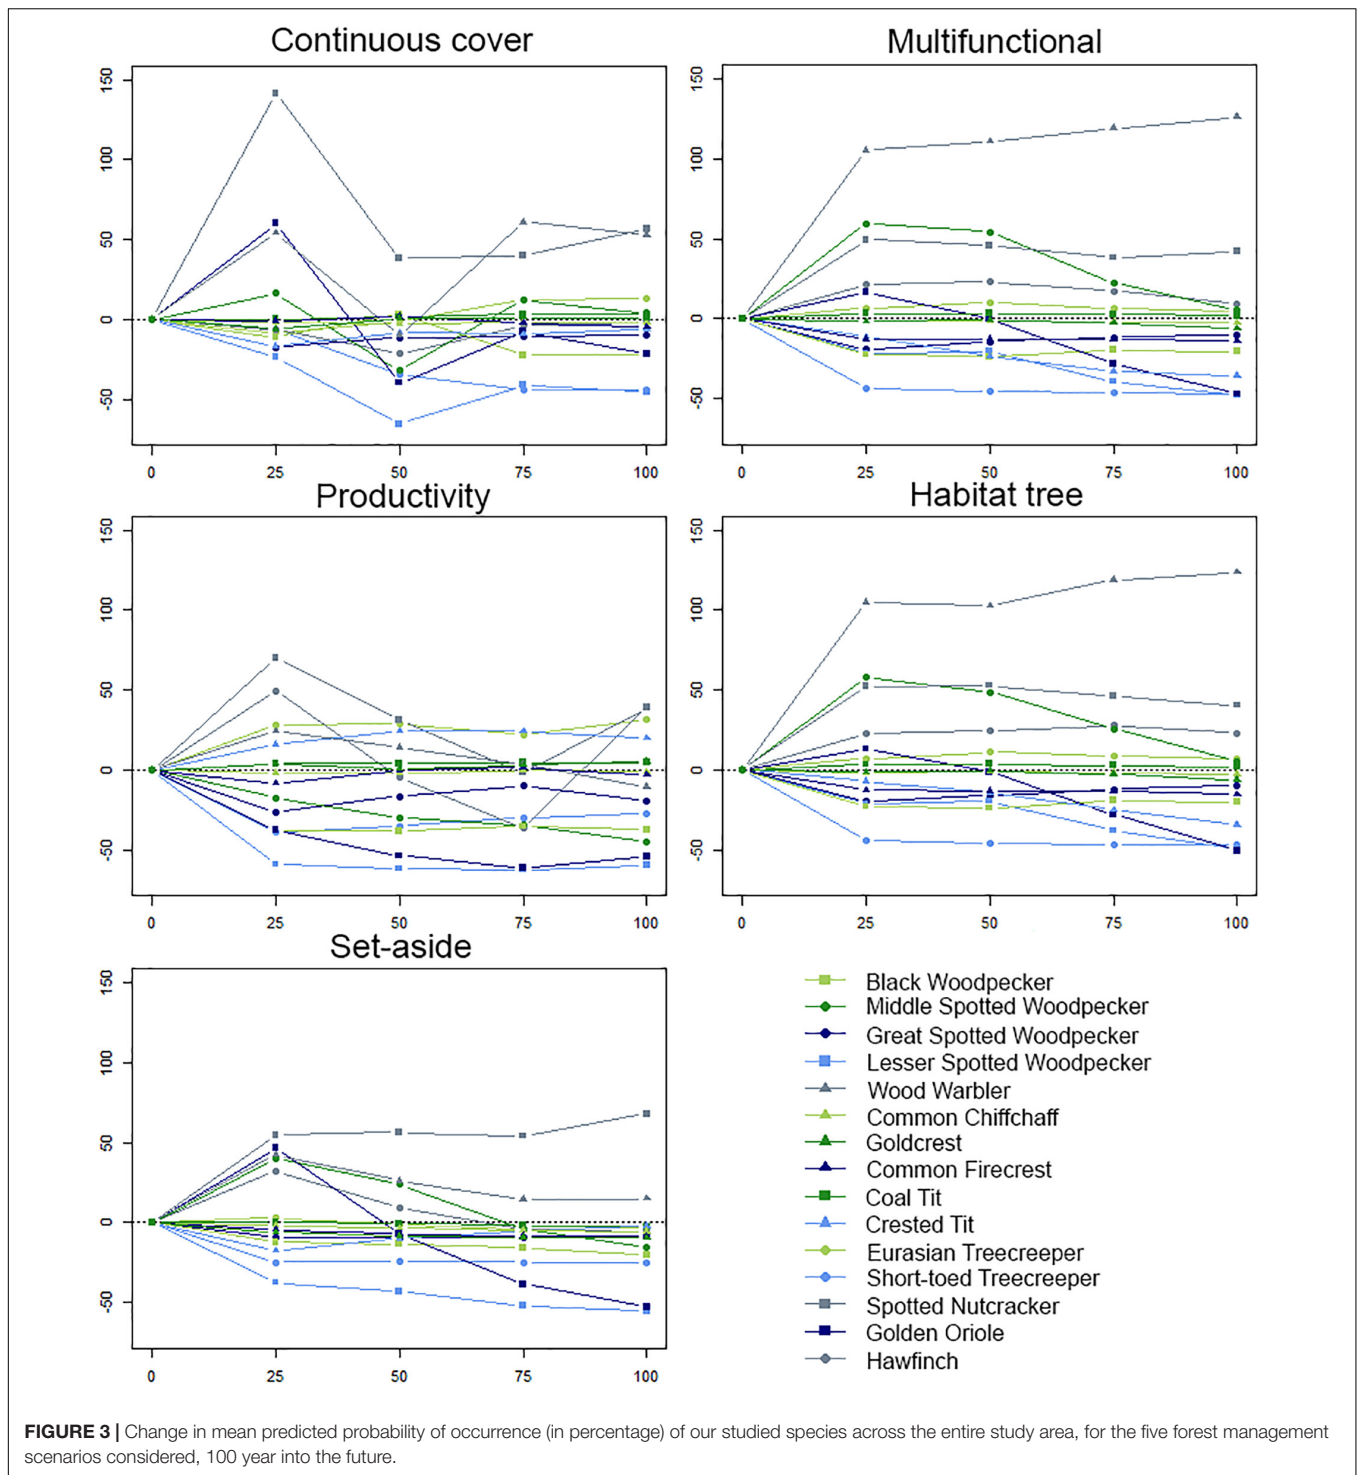 Continuous cover
Multifunctional
150
100
50
0
-50
0 25 50 75 100
150
100
50
0
-50
0 25 50 75 100
Productivity
Habitat tree
150
100
50
0
-50
0 25 50 75 100
150
100
50
0
-50
0 25 50 75 100
Set-aside
150
100
50
0
-50
0 25 50 75 100
Black Woodpecker
Middle Spotted Woodpecker
Great Spotted Woodpecker
Lesser Spotted Woodpecker
Wood Warbler
Common Chiffchaff
Goldcrest
Common Firecrest
Coal Tit
Crested Tit
Eurasian Treecreeper
Short-toed Treecreeper
Spotted Nutcracker
Golden Oriole
Hawfinch
FIGURE 3 | Change in mean predicted probability of occurrence (in percentage) of our studied species across the entire study area, for the five forest management
scenarios considered, 100 year into the future.